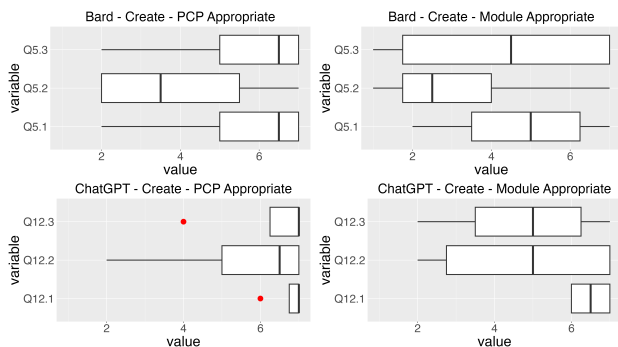 Bard - Create - PCP Appropriate
variable
Q5.3
Q5.2
Q5.1
2 4 6
value
Bard - Create - Module Appropriate
variable
Q5.3
Q5.2
Q5.1
2 4 6
value
ChatGPT - Create - PCP Appropriate
variable
Q12.3
Q12.2
Q12.1
2 4 6
value
ChatGPT - Create - Module Appropriate
variable
Q12.3
Q12.2
Q12.1
2 4 6
value